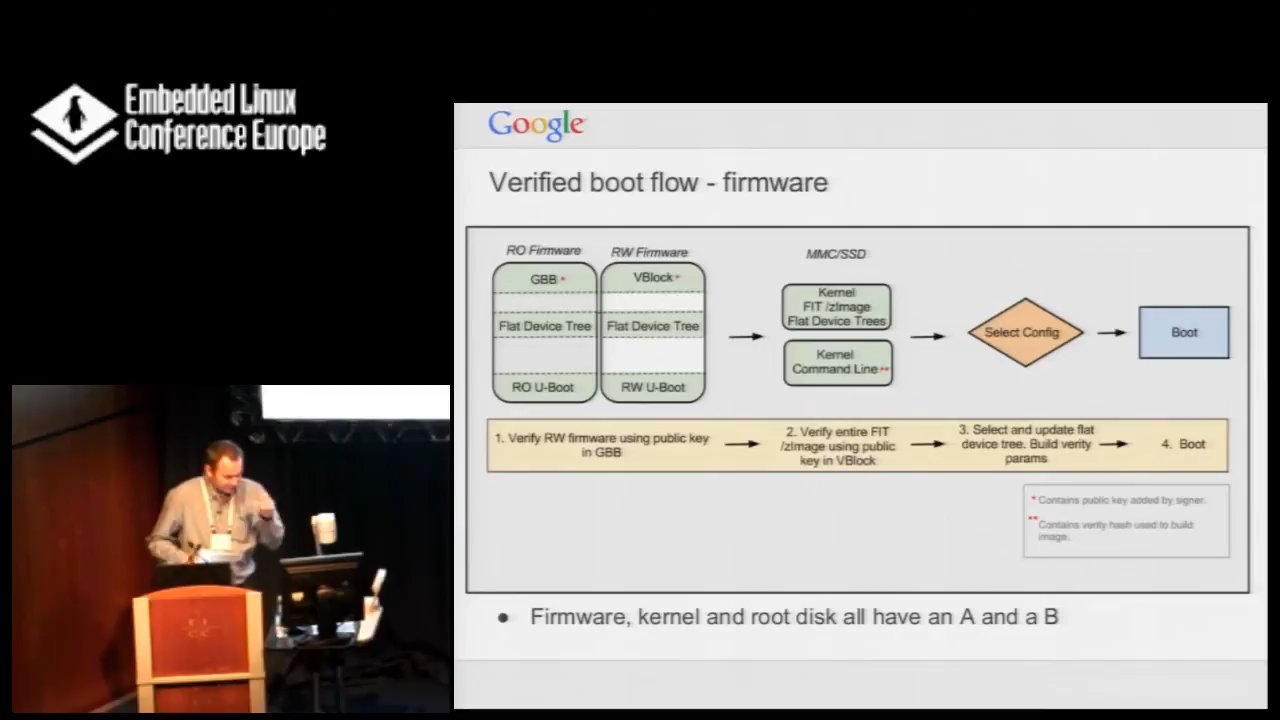 Embedded Linux
Conference Europe
Google
Verified boot flow - firmware
RO Firmware
RW Firmware
MMC/SSD
GBB *
VBlock *
Flat Device Tree
Flat Device Tree
RO U-Boot
RW U-Boot
Kernel
FIT /zImage
Flat Device Trees
Kernel
Command Line **
Select Config
Boot
1. Verify RW firmware using public key
in GBB
2. Verify entire FIT
/zImage using public
key in VBlock
3. Select and update flat
device tree. Build verity
params
4. Boot
* Contains public key added by signer.
** Contains verity hash used to build
image.
● Firmware, kernel and root disk all have an A and a B